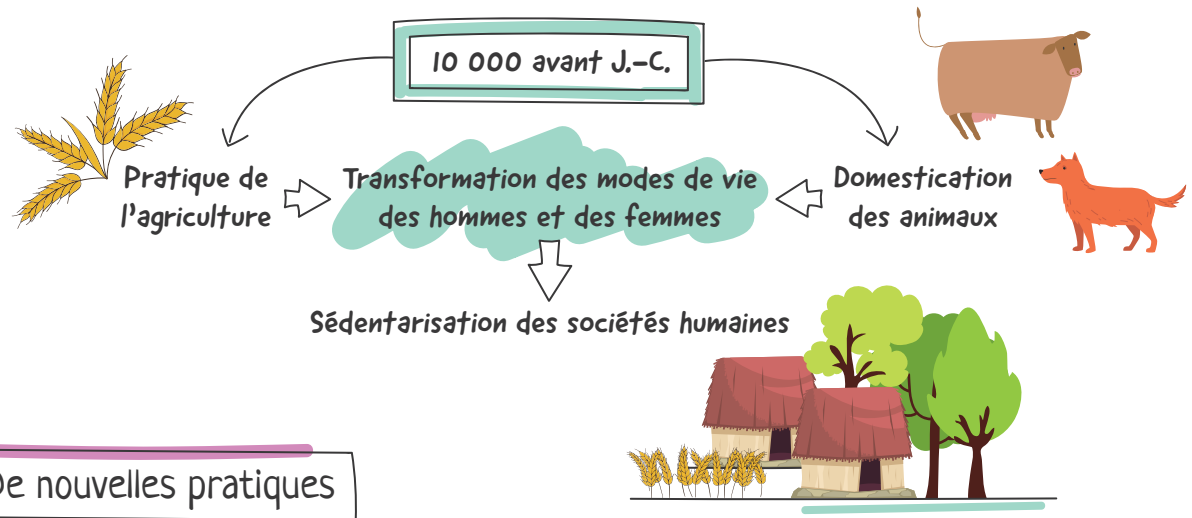 10 000 avant J.-C.
Pratique de
l'agriculture
Transformation des modes de vie
des hommes et des femmes
Domestication
des animaux
Sédentarisation des sociétés humaines
De nouvelles pratiques